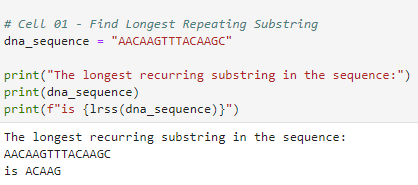 # Cell 01 - Find Longest Repeating Substring
dna_sequence = "AACAAGTTTACAAGC"
print("The longest recurring substring in the sequence:")
print(dna_sequence)
print(f"is {lrss(dna_sequence)}")
The longest recurring substring in the sequence:
AACAAGTTTACAAGC
is ACAAG